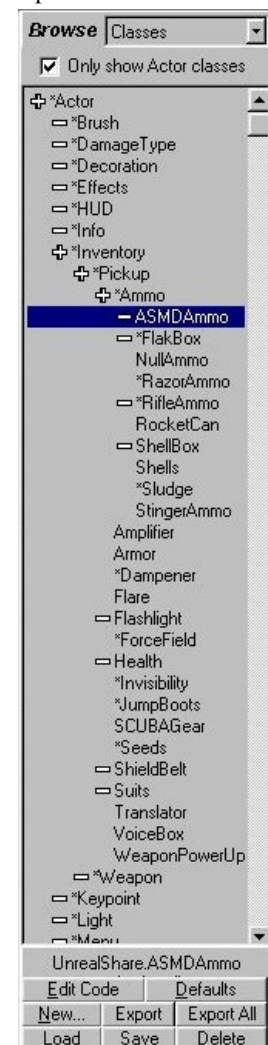 Browse Classes
Only show Actor classes
*Actor
*Brush
*DamageType
*Decoration
*Effects
*HUD
*Info
*Inventory
*Pickup
*Ammo
ASMDAmmo
*FlakBox
NullAmmo
*RazorAmmo
*RifleAmmo
RocketCan
ShellBox
Shells
*Sludge
StingerAmmo
Amplifier
Armor
*Dampener
Flare
Flashlight
*ForceField
Health
*Invisibility
*JumpBoots
SCUBAGear
*Seeds
ShieldBelt
Suits
Translator
VoiceBox
WeaponPowerUp
*Weapon
*Keypoint
*Light
*Menu
UnrealShare.ASMDAmmo
Edit Code Defaults
New... Export Export All
Load Save Delete